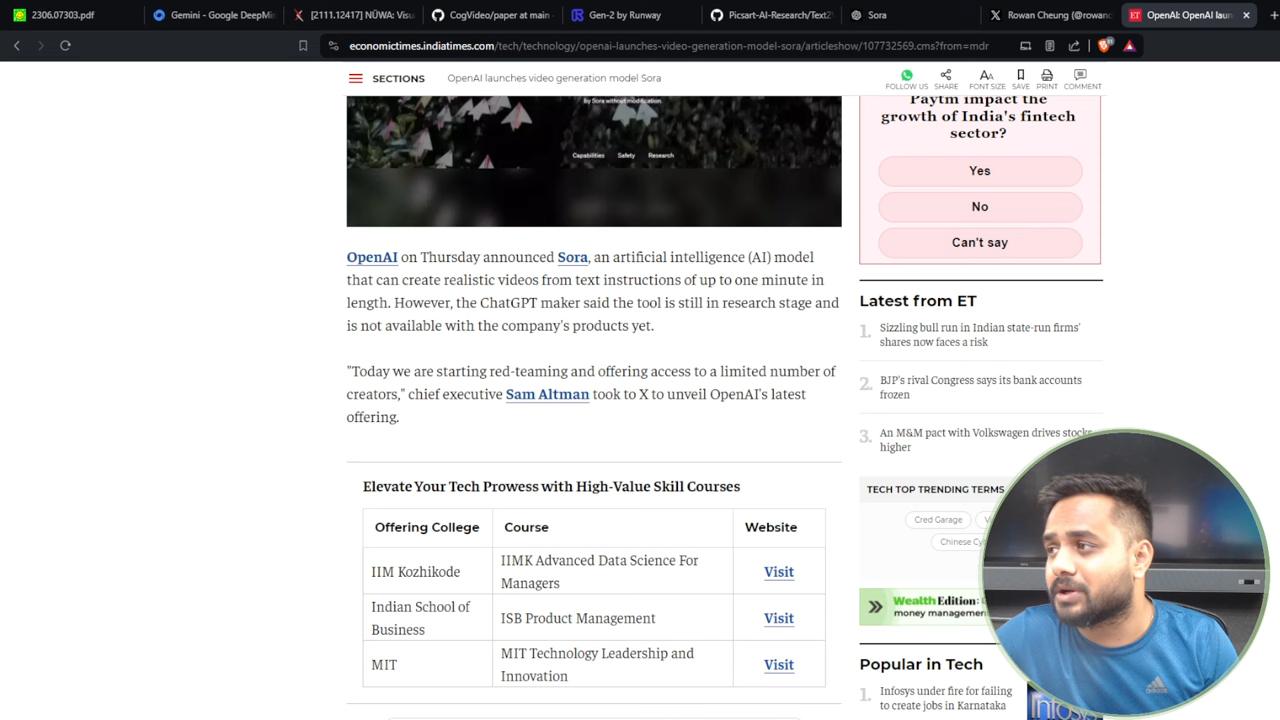 2306.07303.pdf
Gemini - Google DeepMin
[2111.12417] NÜWA: Visu
CogVideo/paper at main
Gen-2 by Runway
Picsart-AI-Research/Text2
Sora
Rowan Cheung (@rowanc
OpenAI: OpenAI laun
economictimes.indiatimes.com/tech/technology/openai-launches-video-generation-model-sora/articleshow/107732569.cms?from=mdr
SECTIONS
OpenAI launches video generation model Sora
FOLLOW US
SHARE
FONT SIZE
SAVE
PRINT
COMMENT
by Sora without modification.
Capabilities Safety Research
OpenAI on Thursday announced Sora, an artificial intelligence (AI) model
that can create realistic videos from text instructions of up to one minute in
length. However, the ChatGPT maker said the tool is still in research stage and
is not available with the company's products yet.
"Today we are starting red-teaming and offering access to a limited number of
creators," chief executive Sam Altman took to X to unveil OpenAI's latest
offering.
Elevate Your Tech Prowess with High-Value Skill Courses
Offering College Course Website
IIM Kozhikode IIMK Advanced Data Science For Managers Visit
Indian School of Business ISB Product Management Visit
MIT MIT Technology Leadership and Innovation Visit
Paytm impact the
growth of India's fintech
sector?
Yes
No
Can't say
Latest from ET
1. Sizzling bull run in Indian state-run firms'
shares now faces a risk
2. BJP's rival Congress says its bank accounts
frozen
3. An M&M pact with Volkswagen drives stocks
higher
TECH TOP TRENDING TERMS
Cred Garage
Chinese
Wealth Edition:
money management
Popular in Tech
1. Infosys under fire for failing
to create jobs in Karnataka
Infosys